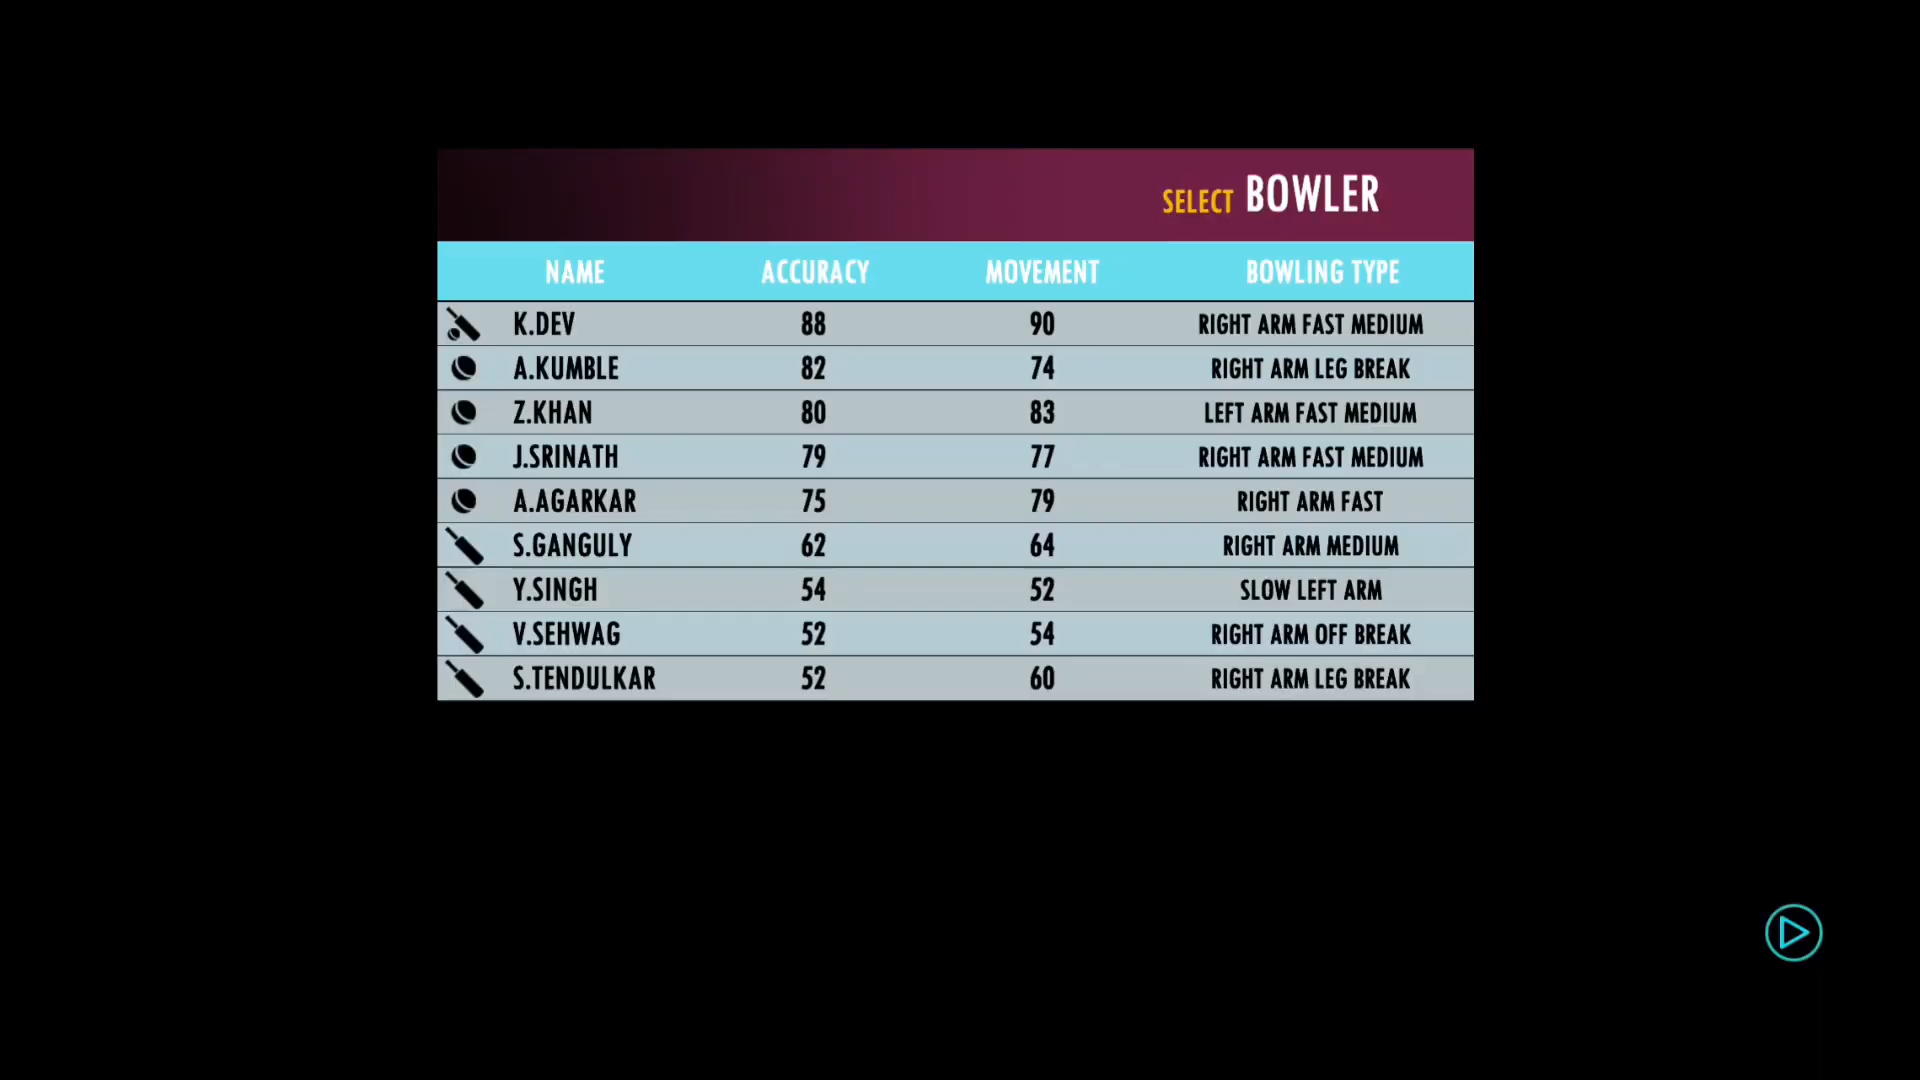 SELECT BOWLER
NAME ACCURACY MOVEMENT BOWLING TYPE
K.DEV 88 90 RIGHT ARM FAST MEDIUM
A.KUMBLE 82 74 RIGHT ARM LEG BREAK
Z.KHAN 80 83 LEFT ARM FAST MEDIUM
J.SRINATH 79 77 RIGHT ARM FAST MEDIUM
A.AGARKAR 75 79 RIGHT ARM FAST
S.GANGULY 62 64 RIGHT ARM MEDIUM
Y.SINGH 54 52 SLOW LEFT ARM
V.SEHWAG 52 54 RIGHT ARM OFF BREAK
S.TENDULKAR 52 60 RIGHT ARM LEG BREAK